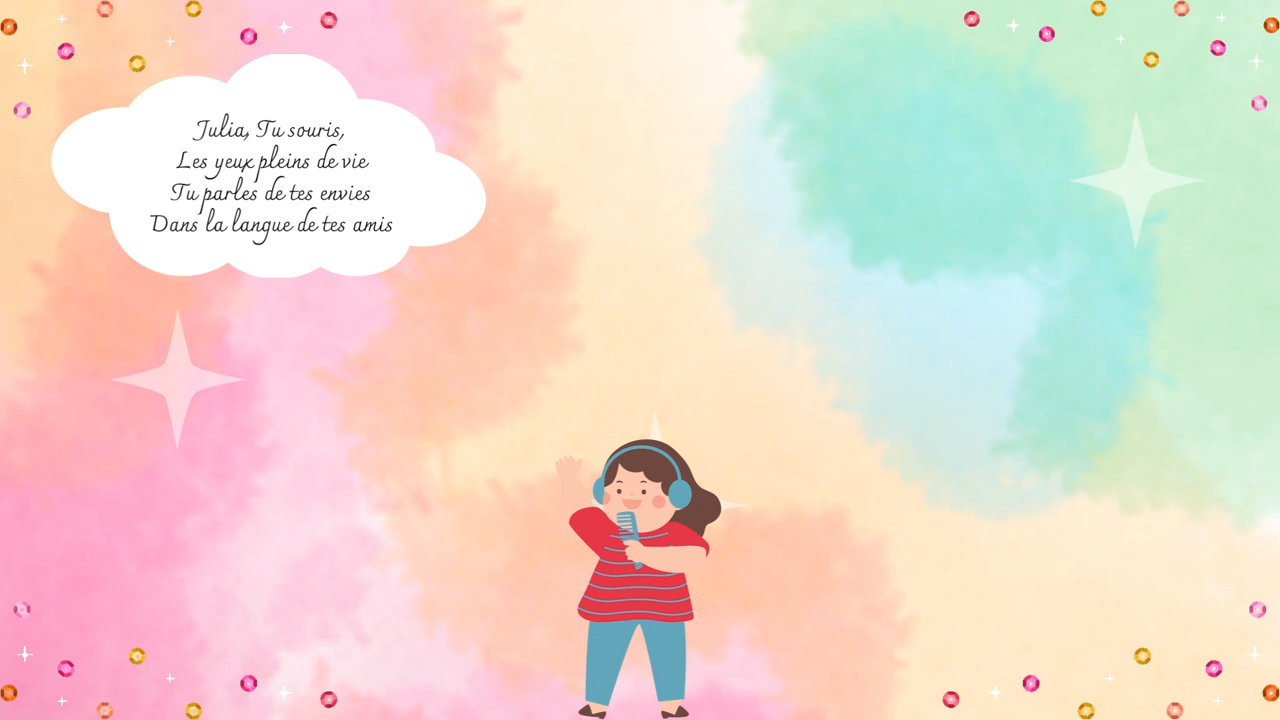 Julia, Tu souris,
Les yeux pleins de vie
Tu parles de tes envies
Dans la langue de tes amis